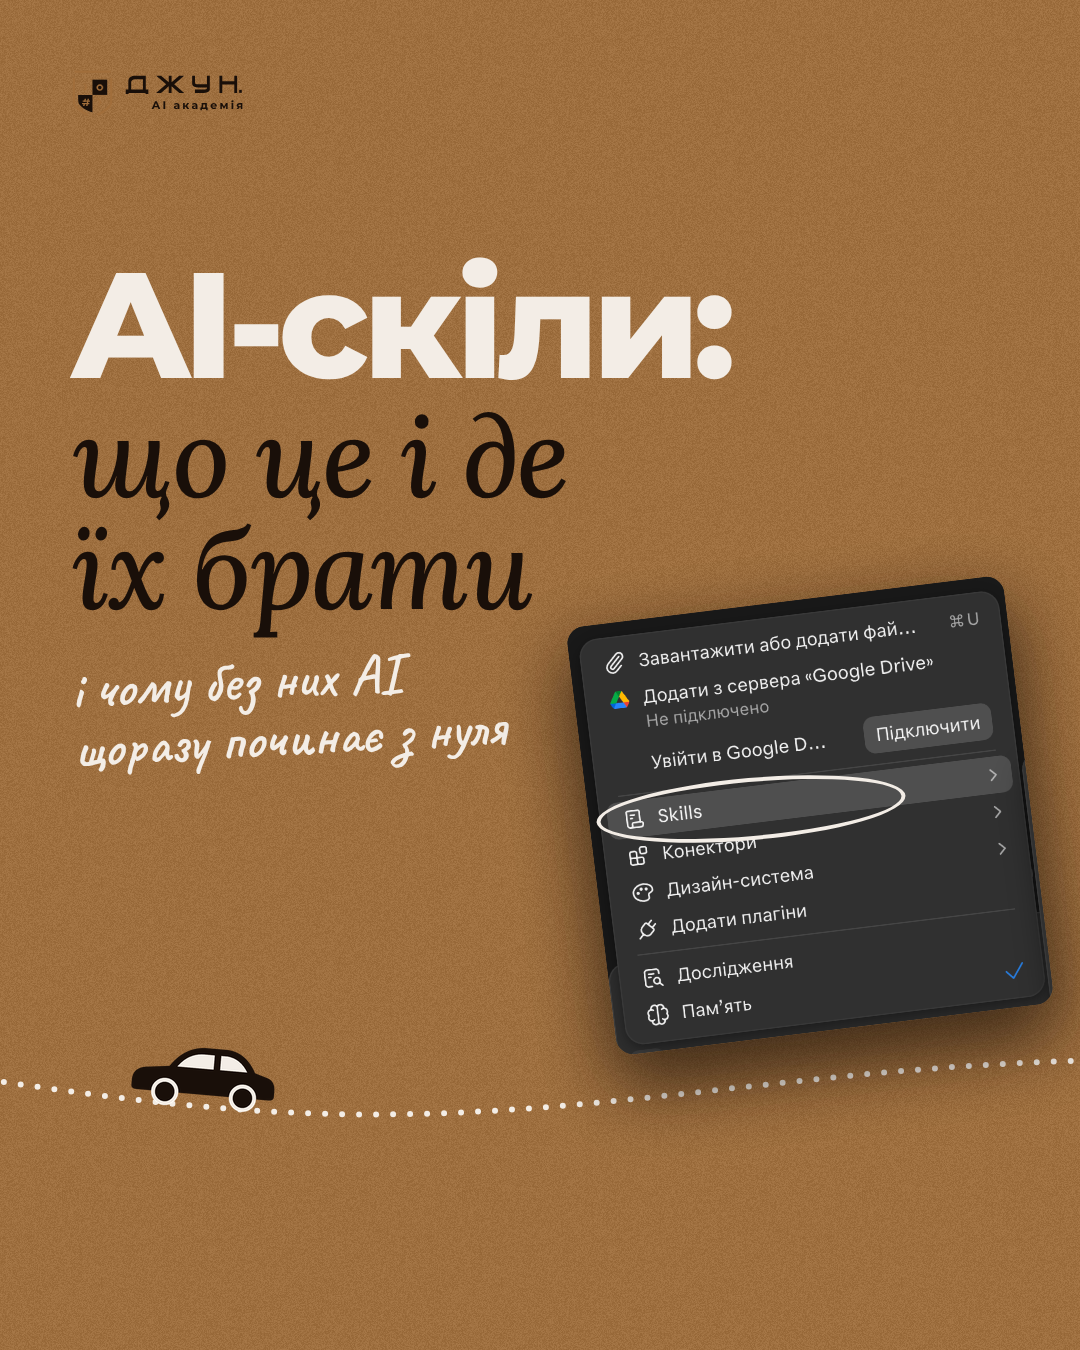 ДЖУН.
AI академія
AI-скіли:
що це і де
їх брати
і чому без них AI
щоразу починає з нуля
Завантажити або додати фай... ⌘U
Додати з сервера «Google Drive»
Не підключено
Увійти в Google D... Підключити
Skills
Конектори
Дизайн-система
Додати плагіни
Дослідження
Пам'ять